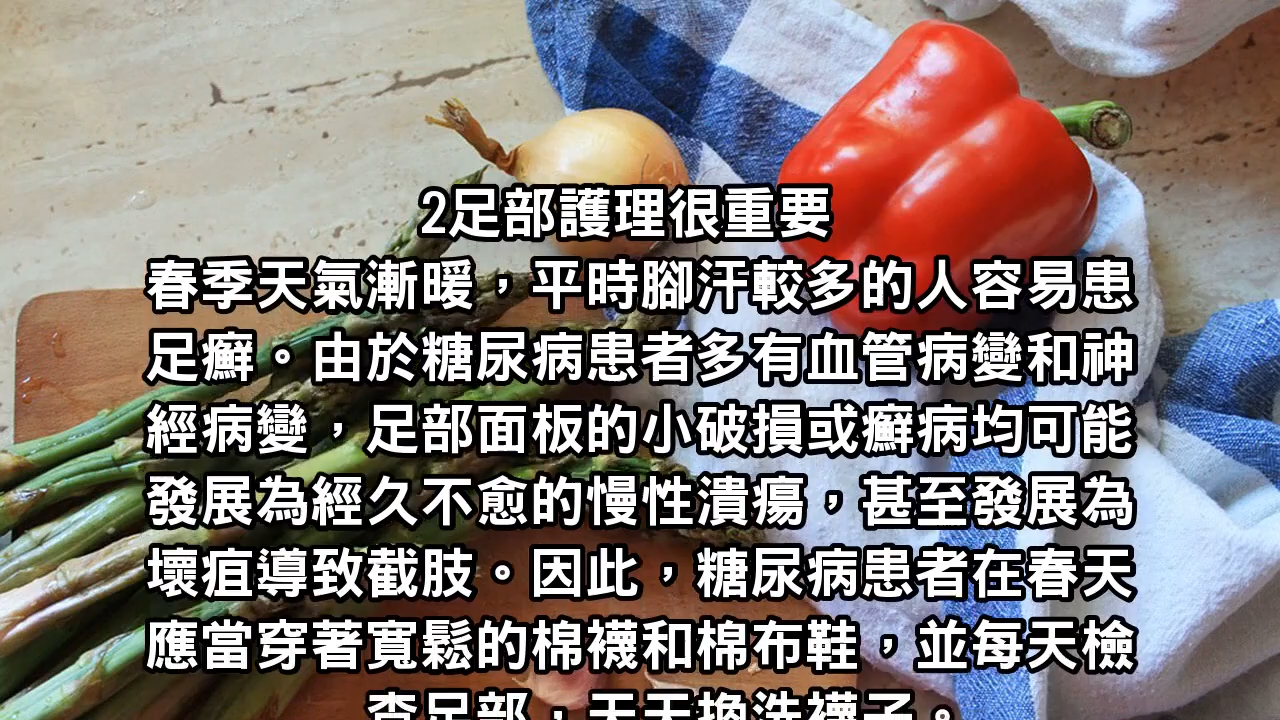 2足部護理很重要
春季天氣漸暖，平時腳汗較多的人容易患
足癬。由於糖尿病患者多有血管病變和神
經病變，足部面板的小破損或癬病均可能
發展為經久不愈的慢性潰瘍，甚至發展為
壞疽導致截肢。因此，糖尿病患者在春天
應當穿著寬鬆的棉襪和棉布鞋，並每天檢
查足部，天天換洗襪子。